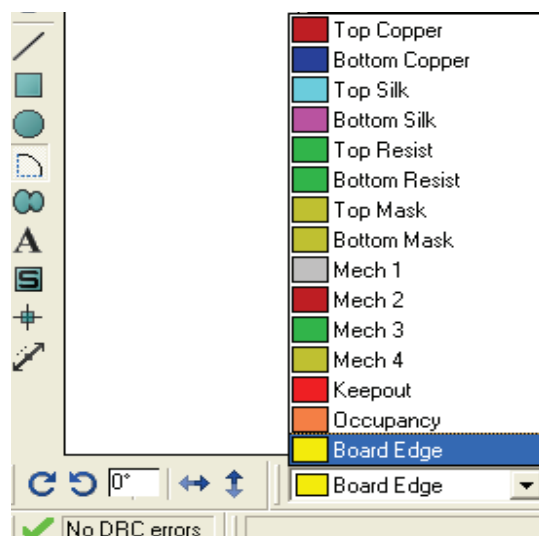 Top Copper
Bottom Copper
Top Silk
Bottom Silk
Top Resist
Bottom Resist
Top Mask
Bottom Mask
Mech 1
Mech 2
Mech 3
Mech 4
Keepout
Occupancy
Board Edge
A
S
0° Board Edge
No DRC errors